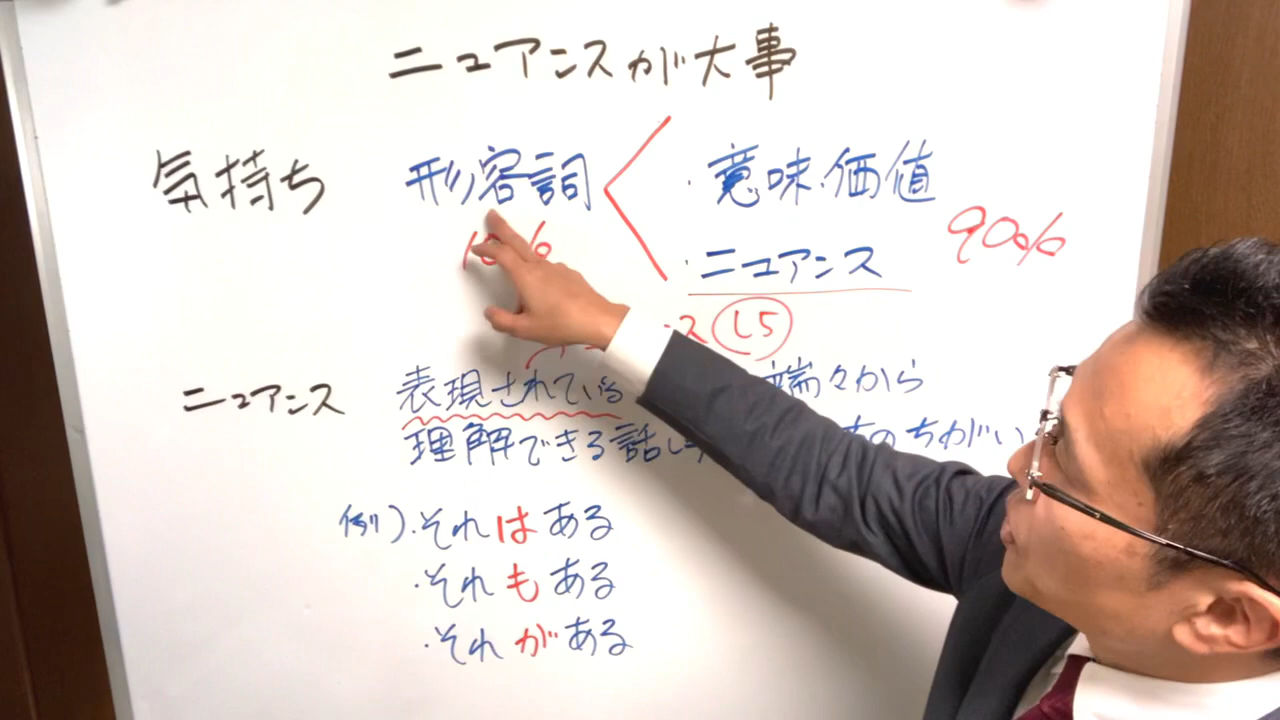 ニュアンスが大事
気持ち 形容詞 ・意味・価値
10% 90%
・ニュアンス
ス L5
ニュアンス 表現されている 端々から
理解できる話し のちがい
例)・それはある
・それもある
・それがある